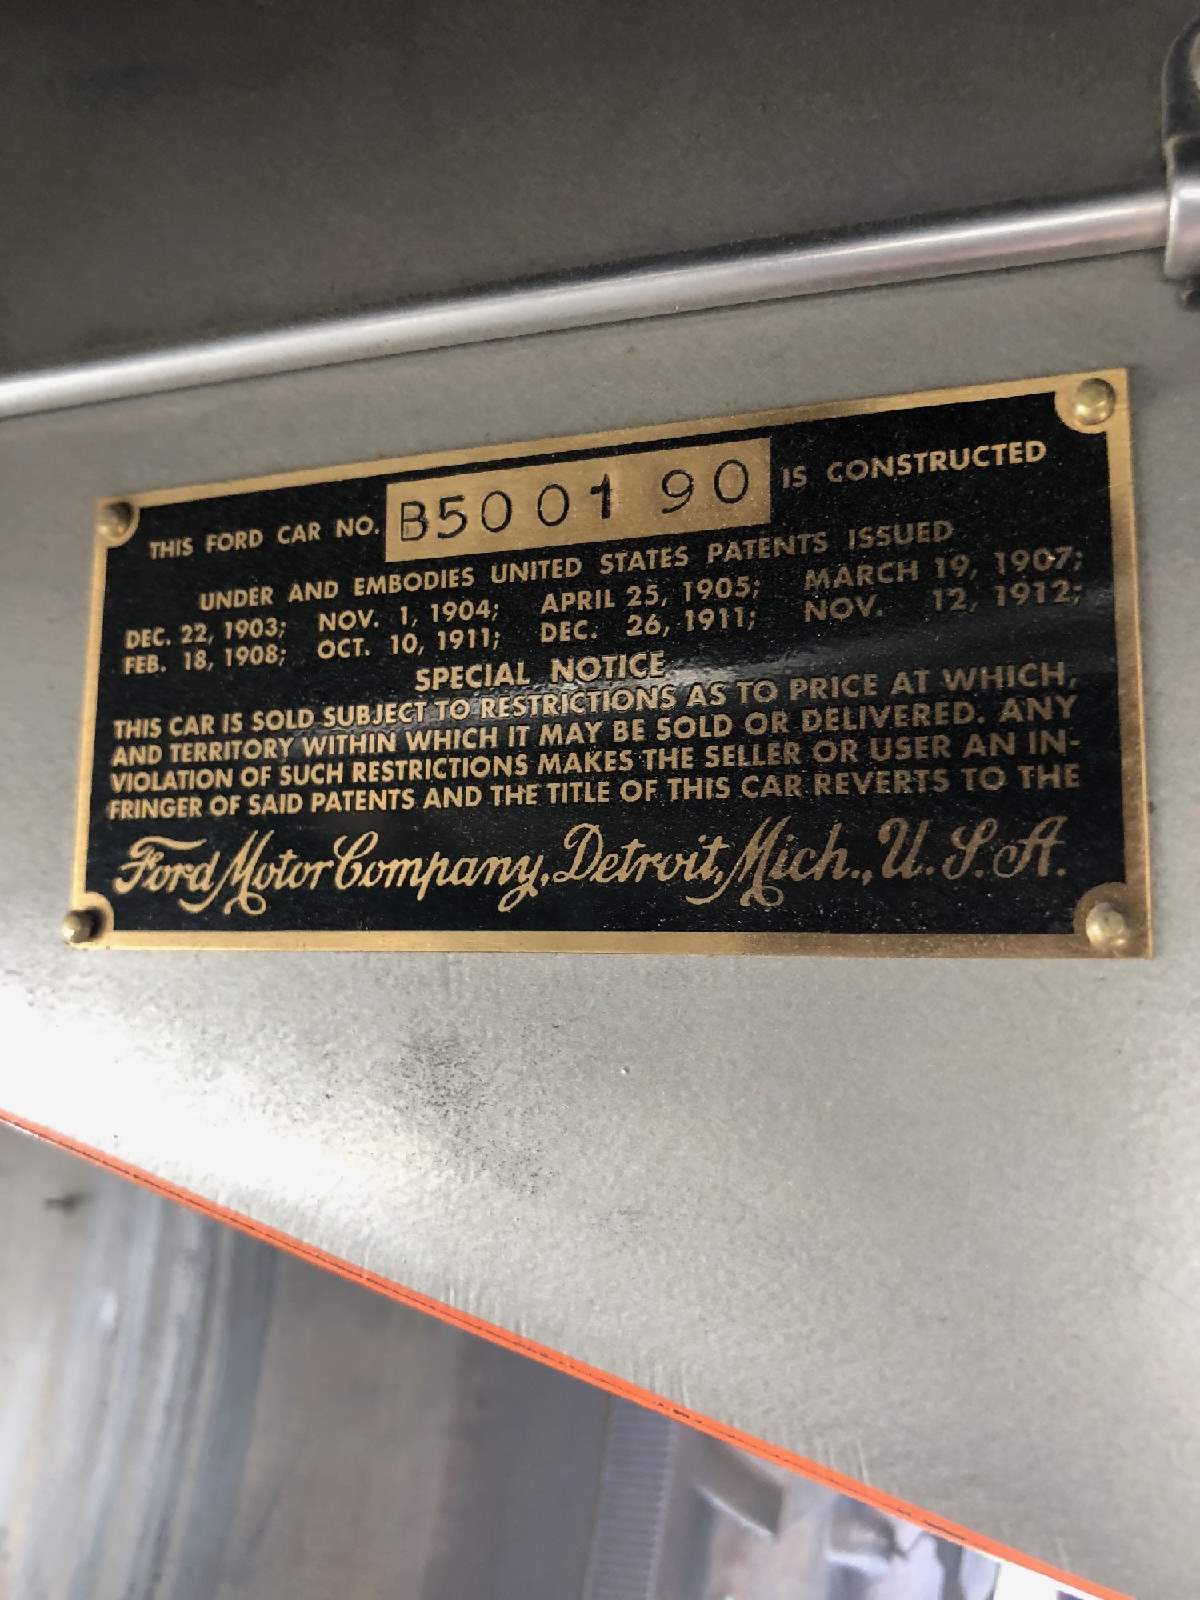 THIS FORD CAR NO. B5001 90 IS CONSTRUCTED
UNDER AND EMBODIES UNITED STATES PATENTS ISSUED
DEC. 22, 1903; NOV. 1, 1904; APRIL 25, 1905; MARCH 19, 1907;
FEB. 18, 1908; OCT. 10, 1911; DEC. 26, 1911; NOV. 12, 1912;
SPECIAL NOTICE
THIS CAR IS SOLD SUBJECT TO RESTRICTIONS AS TO PRICE AT WHICH,
AND TERRITORY WITHIN WHICH IT MAY BE SOLD OR DELIVERED. ANY
VIOLATION OF SUCH RESTRICTIONS MAKES THE SELLER OR USER AN IN-
FRINGER OF SAID PATENTS AND THE TITLE OF THIS CAR REVERTS TO THE
Ford Motor Company, Detroit, Mich., U.S.A.